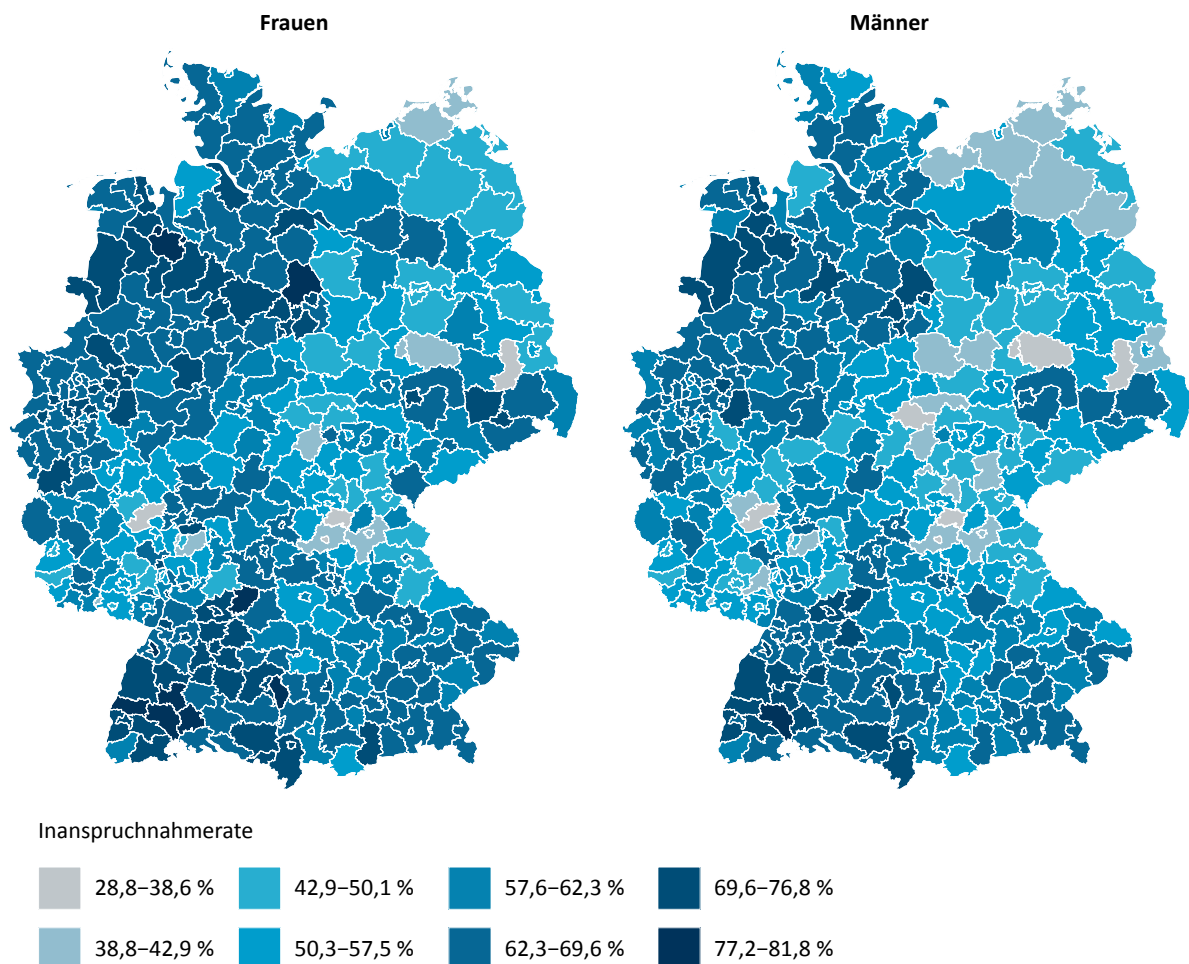 Frauen Männer
Inanspruchnahmerate
28,8–38,6 % 42,9–50,1 % 57,6–62,3 % 69,6–76,8 %
38,8–42,9 % 50,3–57,5 % 62,3–69,6 % 77,2–81,8 %